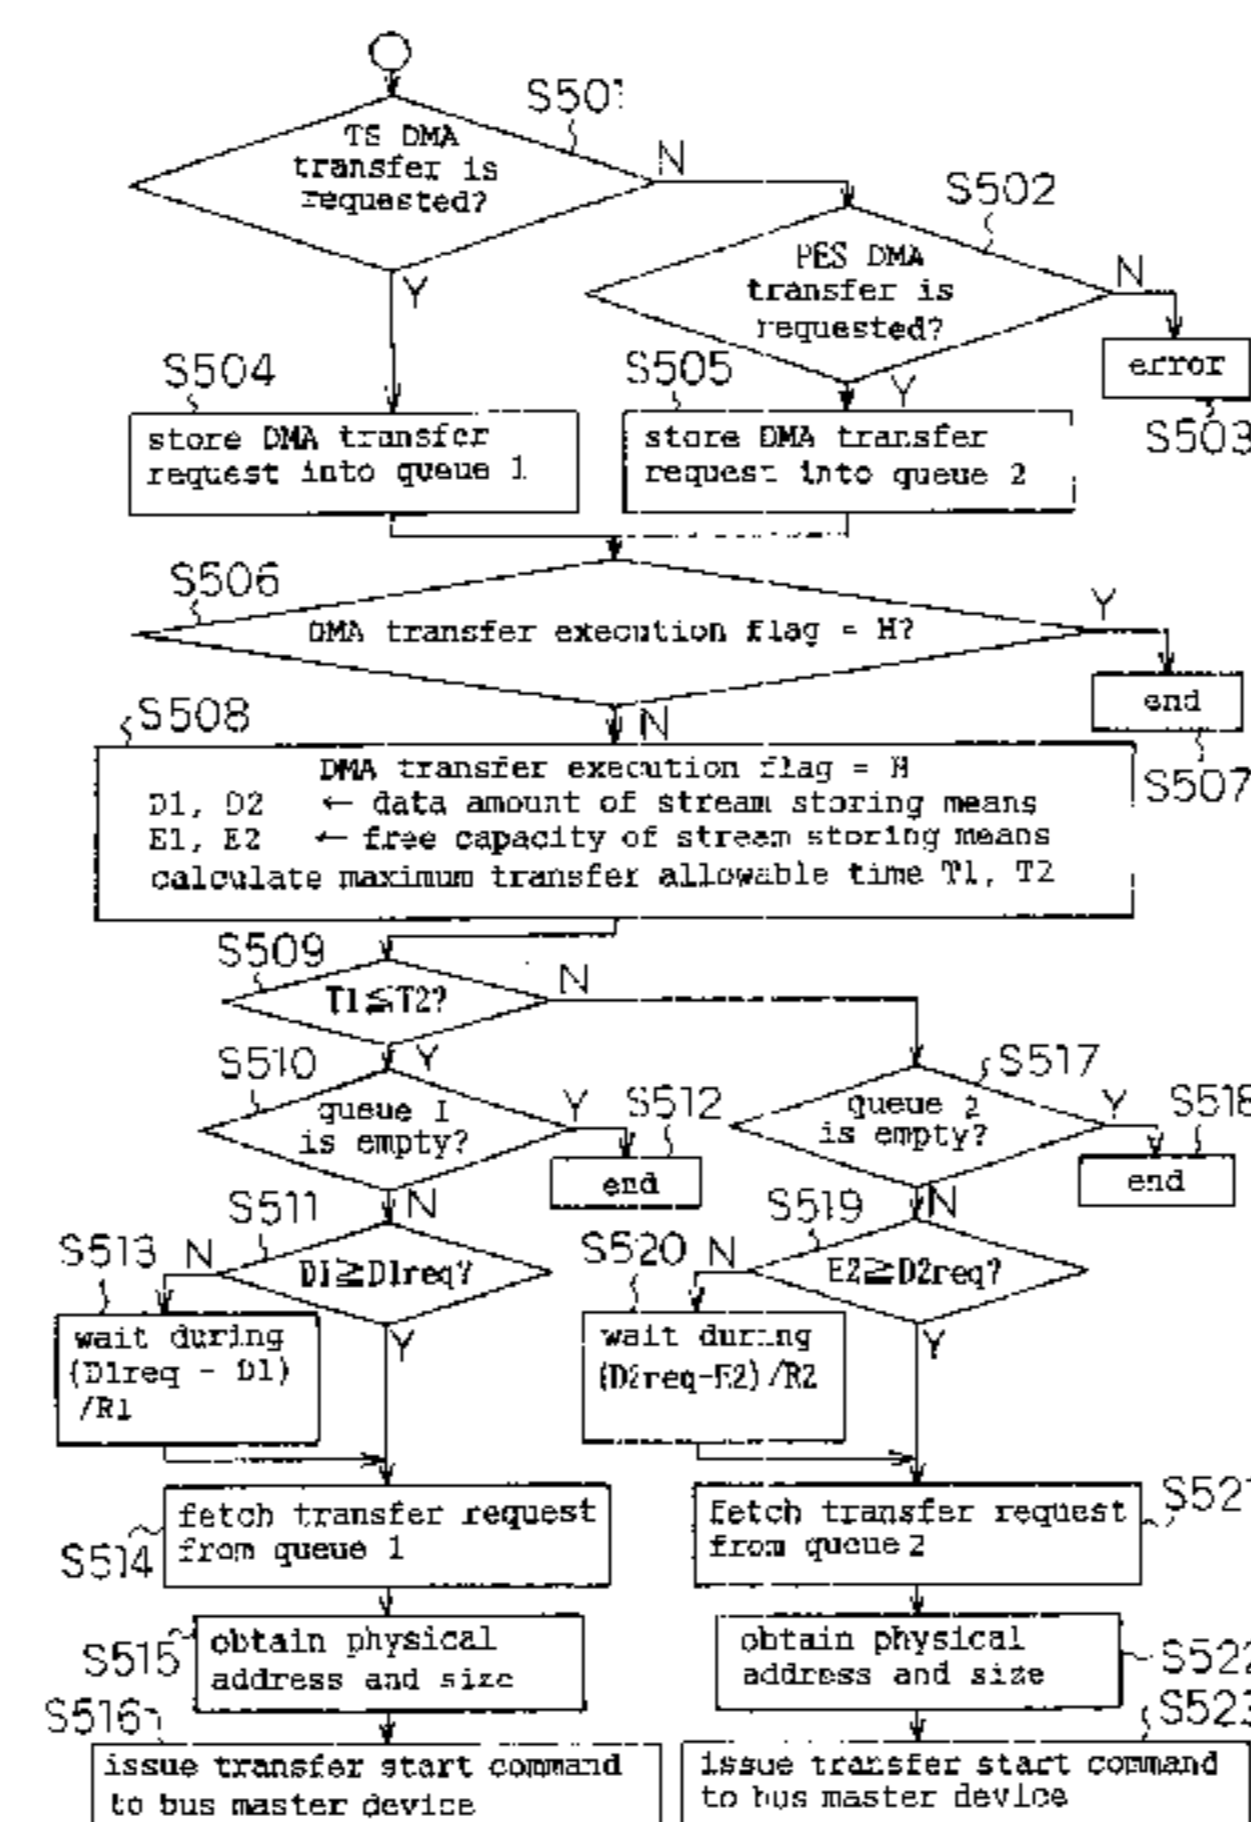 S501
TS DMA
transfer is
requested?
N
Y
S502
PES DMA
transfer is
requested?
N
Y
error
S503
S504
store DMA transfer
request into queue 1
S505
store DMA transfer
request into queue 2
S506
DMA transfer execution flag = H?
Y
N
end
S507
S508
DMA transfer execution flag = H
D1, D2 ← data amount of stream storing means
E1, E2 ← free capacity of stream storing means
calculate maximum transfer allowable time T1, T2
S509
T1≦T2?
N
Y
S510
queue 1
is empty?
Y
S512
end
N
S517
queue 2
is empty?
Y
S518
end
N
S511
D1≧D1req?
N
Y
S513
wait during
(D1req - D1)
/R1
S519
E2≧D2req?
N
Y
S520
wait during
(D2req-E2)/R2
fetch transfer request
from queue 1
S514
fetch transfer request
from queue 2
S521
obtain physical
address and size
S515
obtain physical
address and size
S522
S516
issue transfer start command
to bus master device
S523
issue transfer start command
to bus master device